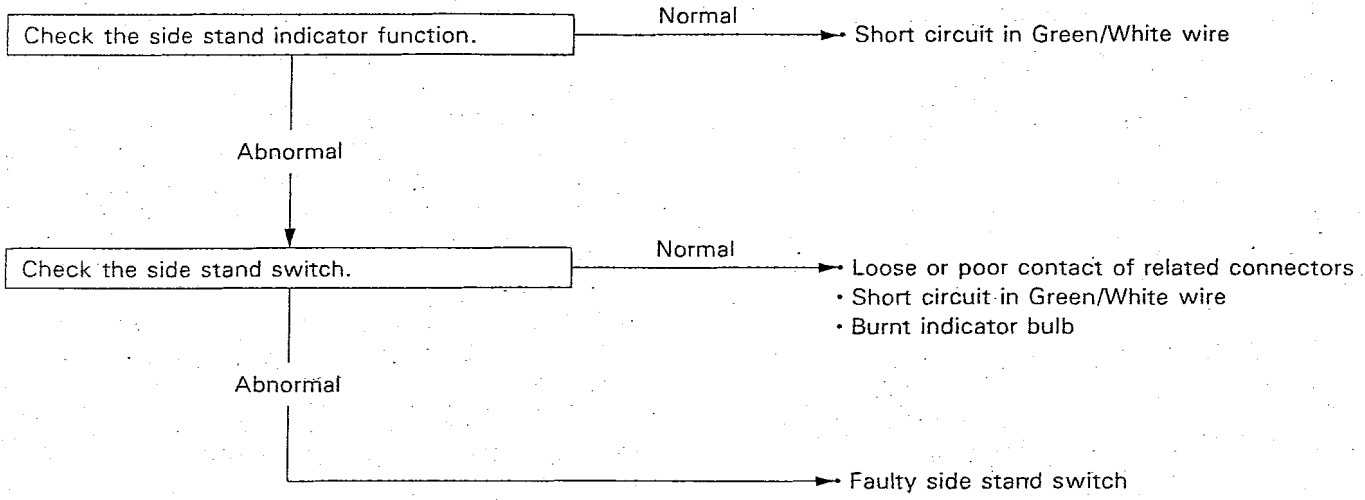 Normal
Check the side stand indicator function.
• Short circuit in Green/White wire
Abnormal
Normal
Check the side stand switch.
• Loose or poor contact of related connectors
• Short circuit in Green/White wire
• Burnt indicator bulb
Abnormal
• Faulty side stand switch